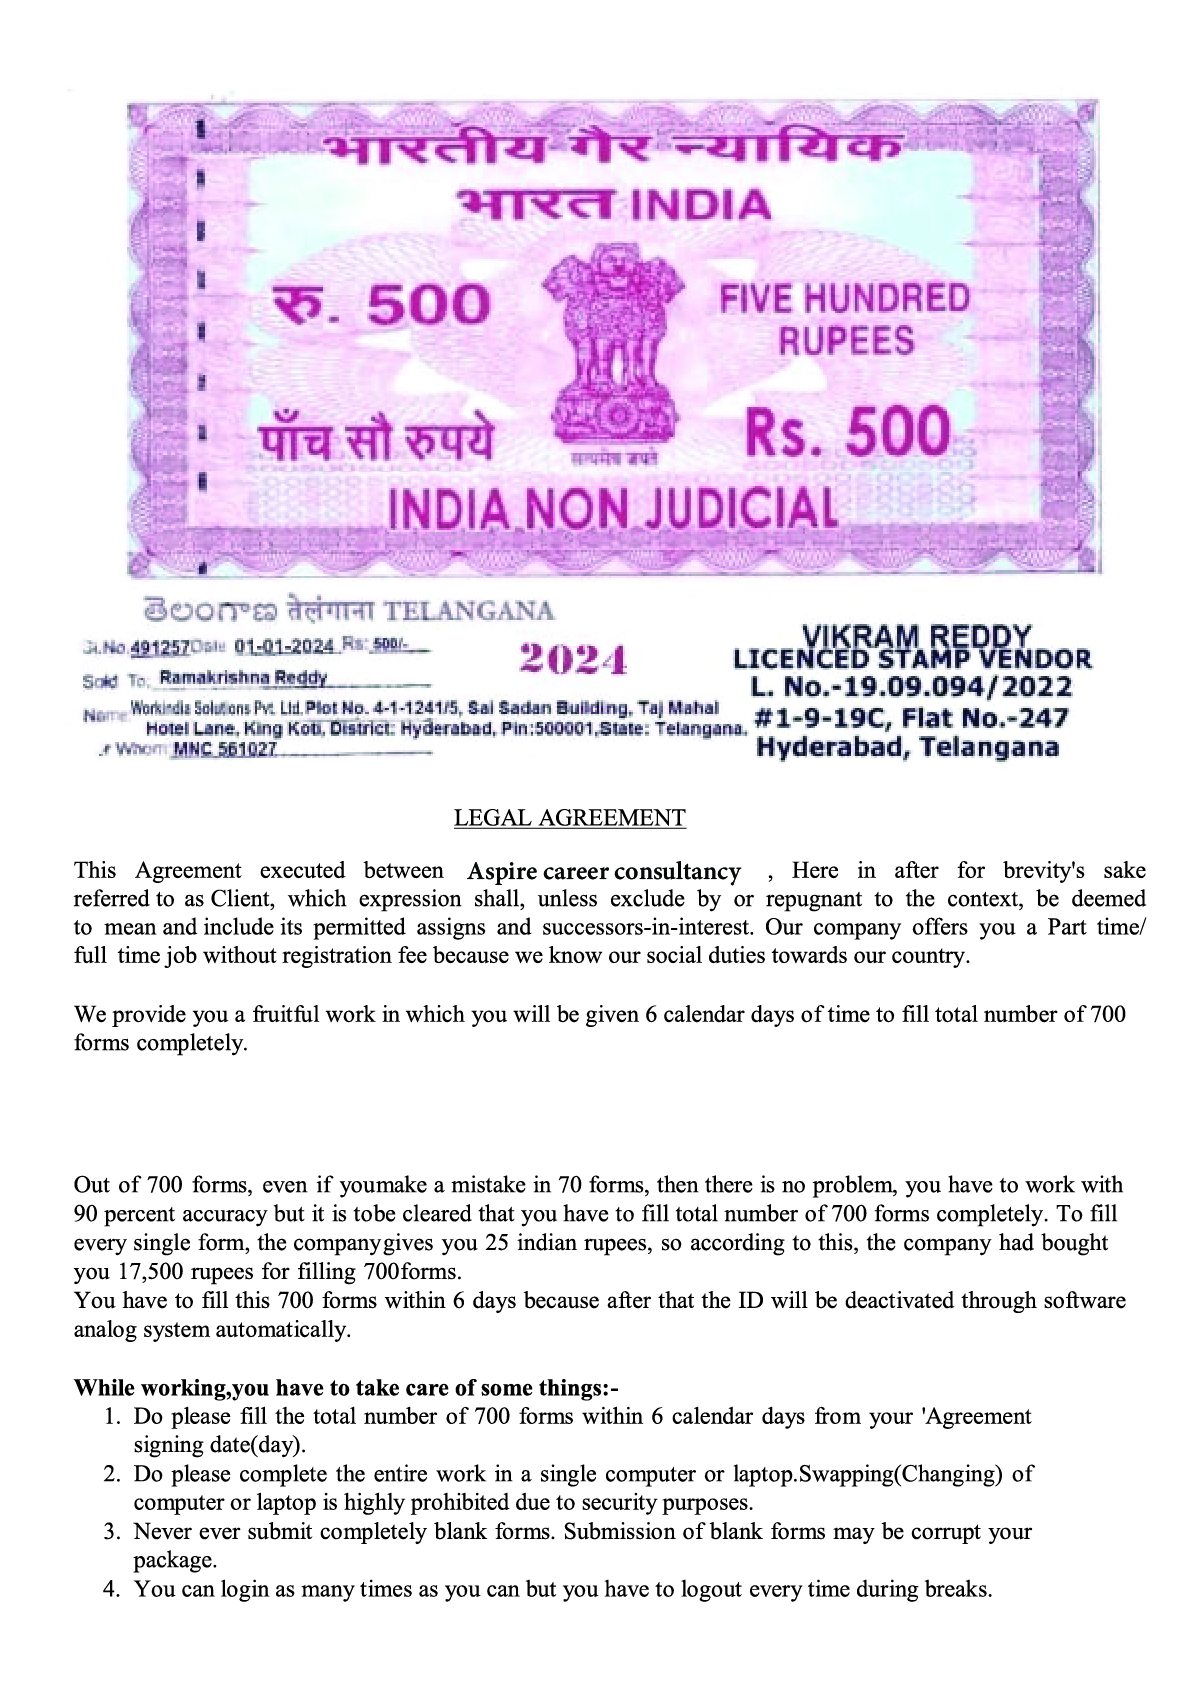 भारतीय गैर न्यायिक
भारत INDIA
रु. 500
FIVE HUNDRED
RUPEES
पाँच सौ रुपये
सत्यमेव जयते
Rs. 500
INDIA NON JUDICIAL
తెలంగాణ तेलंगाना TELANGANA
Sl.No.491257Date 01-01-2024 Rs: 500/-
2024
Sold To: Ramakrishna Reddy
Name Workindia Solutions Pvt. Ltd.Plot No. 4-1-1241/5, Sai Sadan Building, Taj Mahal
Hotel Lane, King Koti, District: Hyderabad, Pin:500001,State: Telangana.
Whom MNC 561027
VIKRAM REDDY
LICENCED STAMP VENDOR
L. No.-19.09.094/2022
#1-9-19C, Flat No.-247
Hyderabad, Telangana
LEGAL AGREEMENT
This Agreement executed between Aspire career consultancy , Here in after for brevity's sake
referred to as Client, which expression shall, unless exclude by or repugnant to the context, be deemed
to mean and include its permitted assigns and successors-in-interest. Our company offers you a Part time/
full time job without registration fee because we know our social duties towards our country.
We provide you a fruitful work in which you will be given 6 calendar days of time to fill total number of 700
forms completely.
Out of 700 forms, even if youmake a mistake in 70 forms, then there is no problem, you have to work with
90 percent accuracy but it is tobe cleared that you have to fill total number of 700 forms completely. To fill
every single form, the companygives you 25 indian rupees, so according to this, the company had bought
you 17,500 rupees for filling 700forms.
You have to fill this 700 forms within 6 days because after that the ID will be deactivated through software
analog system automatically.
While working,you have to take care of some things:-
1. Do please fill the total number of 700 forms within 6 calendar days from your 'Agreement
signing date(day).
2. Do please complete the entire work in a single computer or laptop.Swapping(Changing) of
computer or laptop is highly prohibited due to security purposes.
3. Never ever submit completely blank forms. Submission of blank forms may be corrupt your
package.
4. You can login as many times as you can but you have to logout every time during breaks.